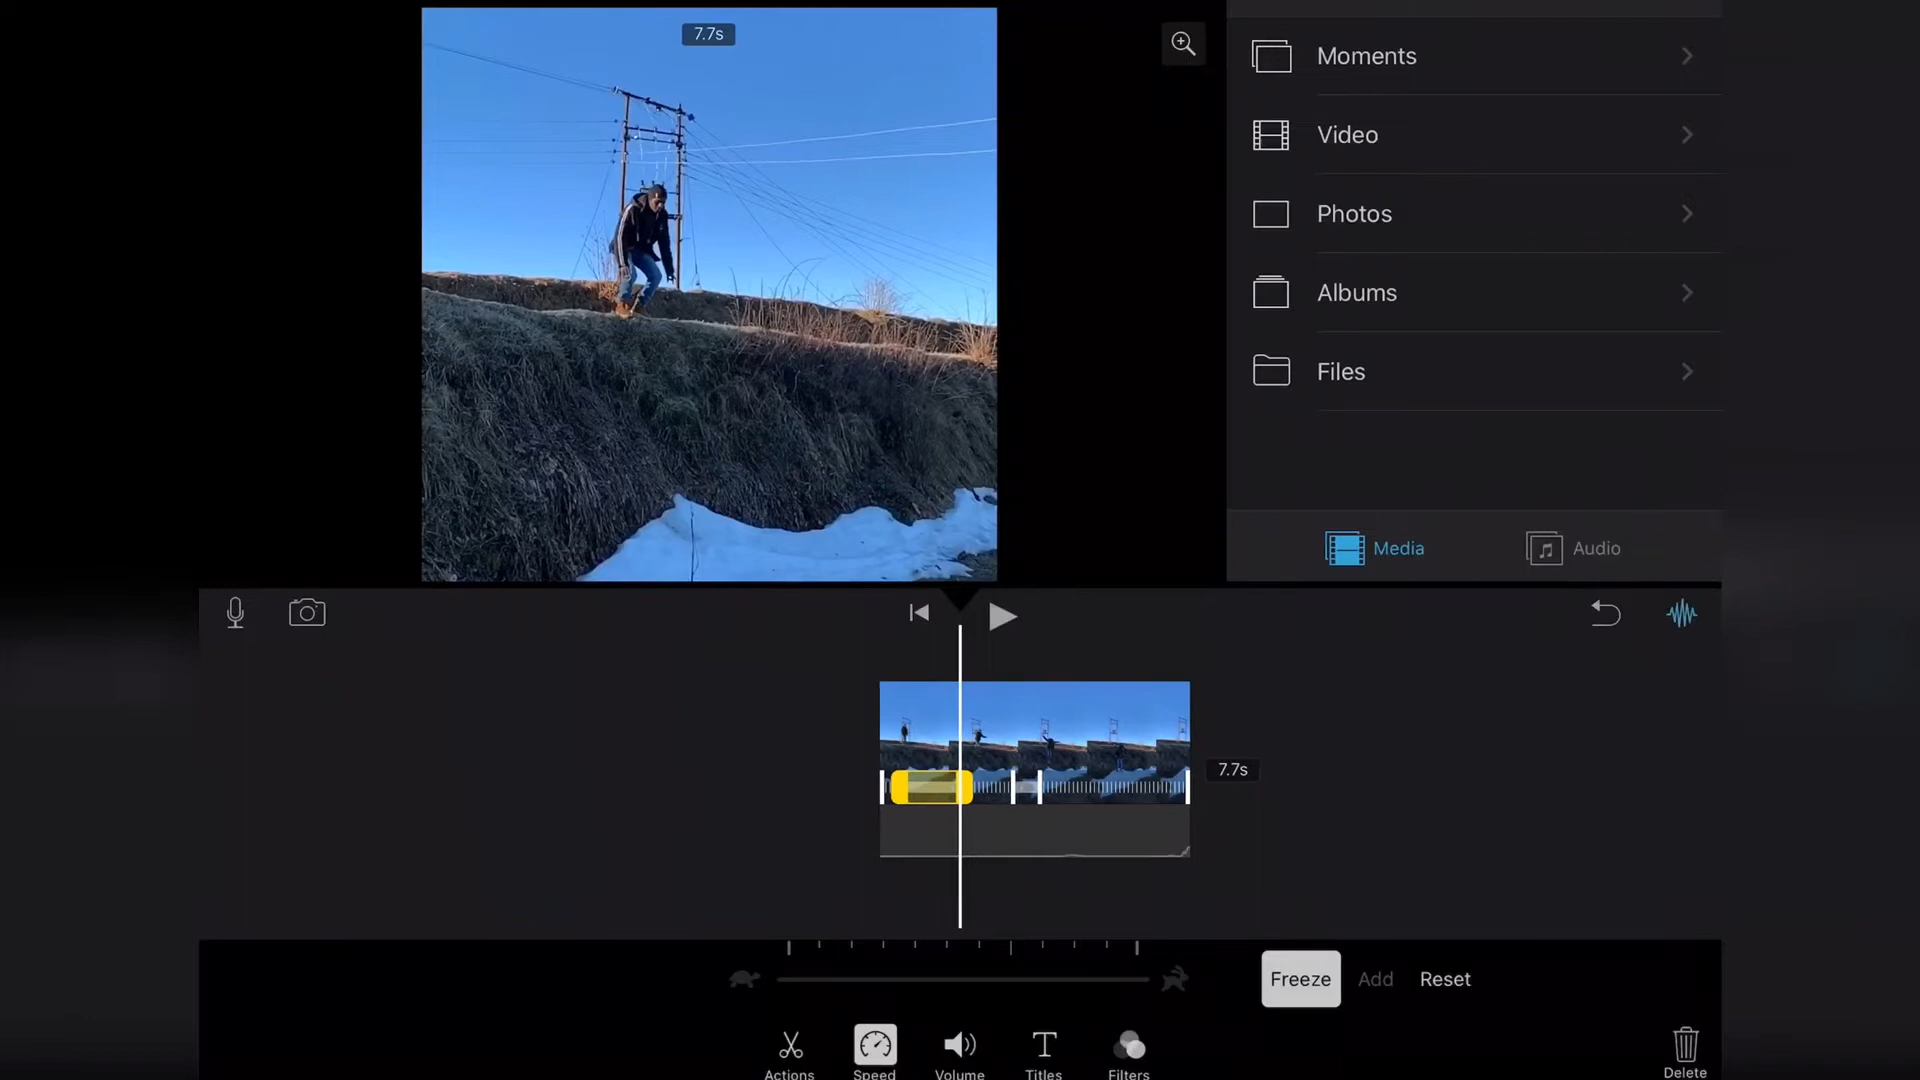 7.7s
Moments
Video
Photos
Albums
Files
Media
Audio
7.7s
Freeze
Add
Reset
Actions
Speed
Volume
Titles
Filters
Delete